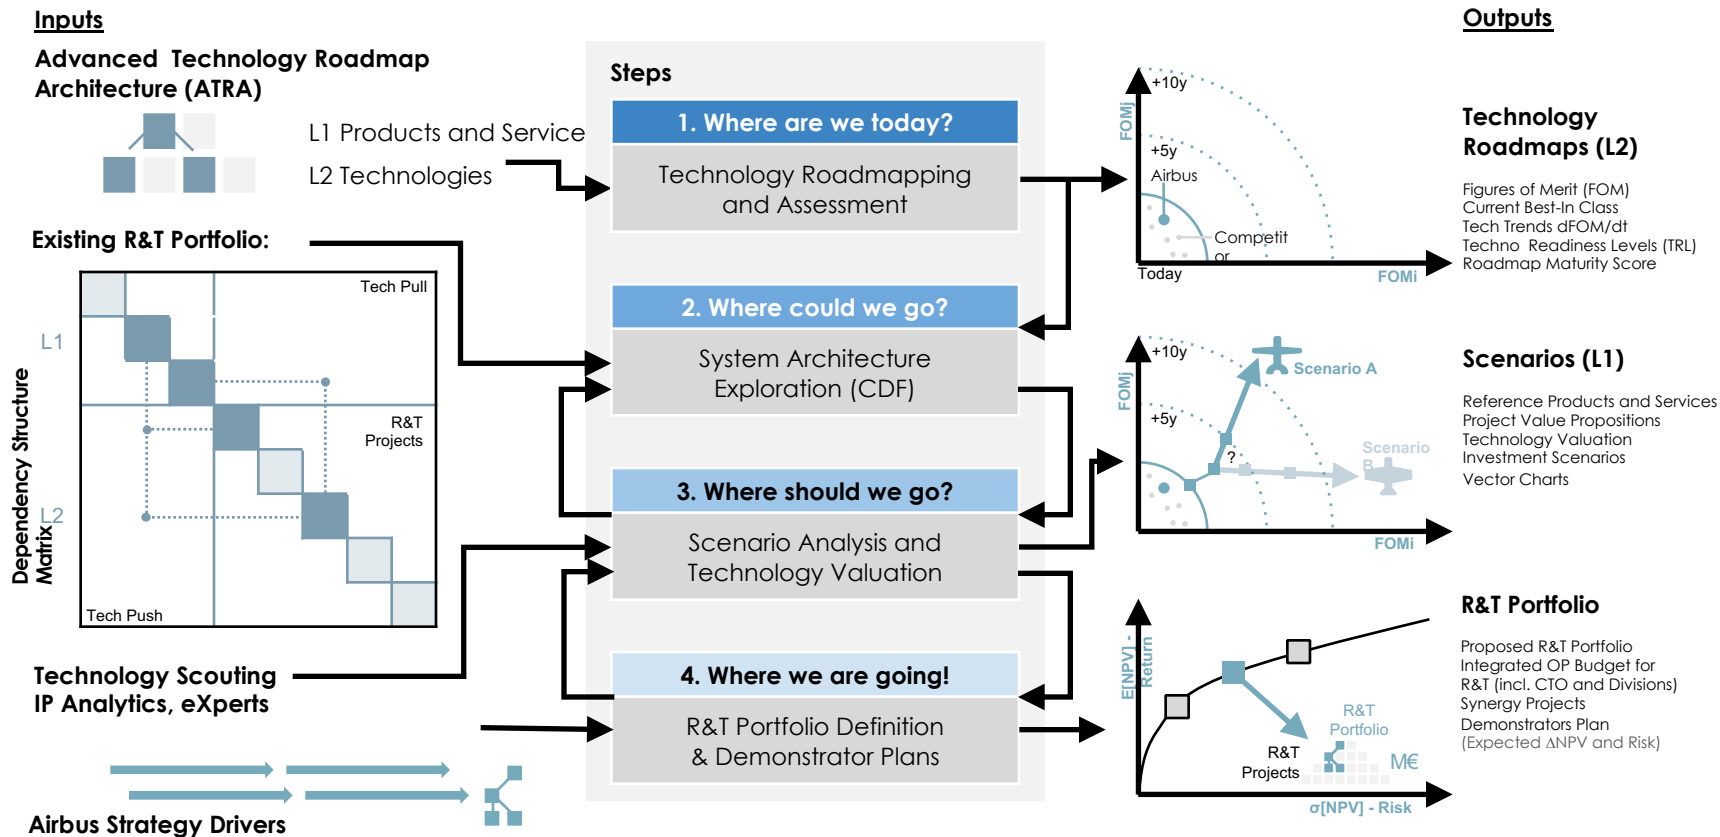 Inputs
Advanced Technology Roadmap
Architecture (ATRA)
L1 Products and Service
L2 Technologies
Existing R&T Portfolio:
Tech Pull
L1
R&T
Projects
L2
Tech Push
Dependency Structure
Matrix
Technology Scouting
IP Analytics, eXperts
Airbus Strategy Drivers
Steps
1. Where are we today?
Technology Roadmapping
and Assessment
2. Where could we go?
System Architecture
Exploration (CDF)
3. Where should we go?
Scenario Analysis and
Technology Valuation
4. Where we are going!
R&T Portfolio Definition
& Demonstrator Plans
Outputs
FOMj
+10y
+5y
Airbus
Competit
or
Today
FOMi
Technology
Roadmaps (L2)
Figures of Merit (FOM)
Current Best-In Class
Tech Trends dFOM/dt
Techno Readiness Levels (TRL)
Roadmap Maturity Score
FOMj
+10y
+5y
Scenario A
?
Scenario
B
FOMi
Scenarios (L1)
Reference Products and Services
Project Value Propositions
Technology Valuation
Investment Scenarios
Vector Charts
E[NPV] -
Return
R&T
Portfolio
R&T
Projects
M€
σ[NPV] - Risk
R&T Portfolio
Proposed R&T Portfolio
Integrated OP Budget for
R&T (incl. CTO and Divisions)
Synergy Projects
Demonstrators Plan
(Expected ΔNPV and Risk)